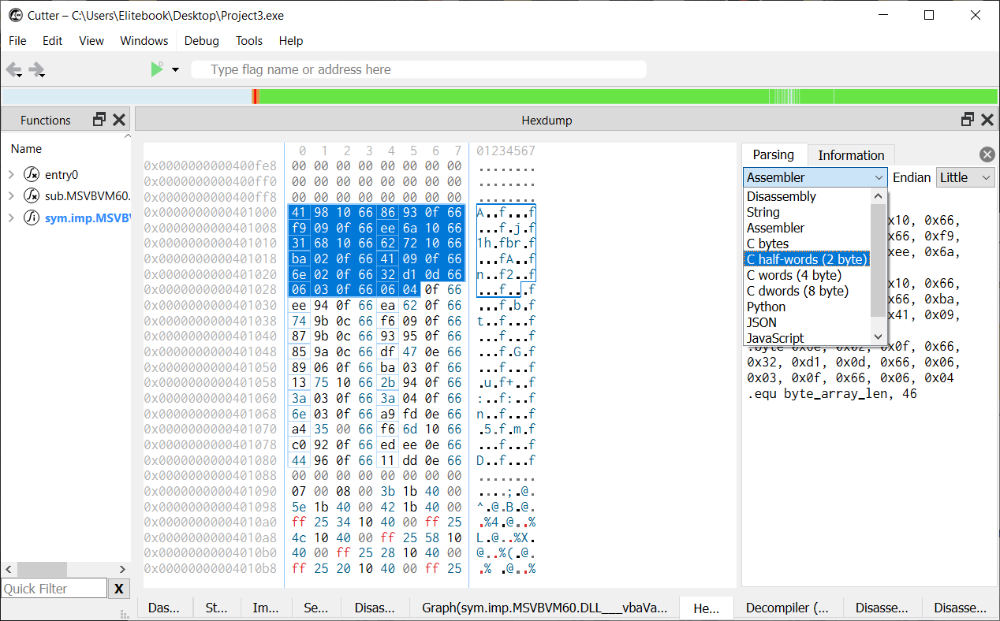 Cutter – C:\Users\Elitebook\Desktop\Project3.exe
File Edit View Windows Debug Tools Help
Type flag name or address here
Functions
Hexdump
Name
entry0
sub.MSVBVM60.
sym.imp.MSVB
Quick Filter X
0 1 2 3 4 5 6 7 01234567
0x0000000000400fe8 00 00 00 00 00 00 00 00 ........
0x0000000000400ff0 00 00 00 00 00 00 00 00 ........
0x0000000000400ff8 00 00 00 00 00 00 00 00 ........
0x0000000000401000 41 98 10 66 86 93 0f 66 A..f...f
0x0000000000401008 f9 09 0f 66 ee 6a 10 66 ...f.j.f
0x0000000000401010 31 68 10 66 62 72 10 66 1h.fbr.f
0x0000000000401018 ba 02 0f 66 41 09 0f 66 ...fA..f
0x0000000000401020 6e 02 0f 66 32 d1 0d 66 n..f2..f
0x0000000000401028 06 03 0f 66 06 04 0f 66 ...f...f
0x0000000000401030 ee 94 0f 66 ea 62 0f 66 ...f.b.f
0x0000000000401038 74 9b 0c 66 f6 09 0f 66 t..f...f
0x0000000000401040 87 9b 0c 66 93 95 0f 66 ...f...f
0x0000000000401048 85 9a 0c 66 df 47 0e 66 ...f.G.f
0x0000000000401050 89 06 0f 66 ba 03 0f 66 ...f...f
0x0000000000401058 13 75 10 66 2b 94 0f 66 .u.f+..f
0x0000000000401060 3a 03 0f 66 3a 04 0f 66 :..f:..f
0x0000000000401068 6e 03 0f 66 a9 fd 0e 66 n..f...f
0x0000000000401070 a4 35 00 66 f6 6d 10 66 .5.f.m.f
0x0000000000401078 c0 92 0f 66 ed ee 0e 66 ...f...f
0x0000000000401080 44 96 0f 66 11 dd 0e 66 D..f...f
0x0000000000401088 00 00 00 00 00 00 00 00 ........
0x0000000000401090 07 00 08 00 3b 1b 40 00 ....;.@.
0x0000000000401098 5e 1b 40 00 42 1b 40 00 ^.@.B.@.
0x00000000004010a0 ff 25 34 10 40 00 ff 25 .%4.@..%
0x00000000004010a8 4c 10 40 00 ff 25 58 10 L.@..%X.
0x00000000004010b0 40 00 ff 25 28 10 40 00 @..%(.@.
0x00000000004010b8 ff 25 20 10 40 00 ff 25 .% .@..%
Parsing Information
Assembler Endian Little
Disassembly
String
Assembler
C bytes
C half-words (2 byte)
C words (4 byte)
C dwords (8 byte)
Python
JSON
JavaScript
x10, 0x66,
x66, 0xf9,
xee, 0x6a,
x10, 0x66,
x66, 0xba,
x41, 0x09,
.byte 0x6e, 0x02, 0x0f, 0x66,
0x32, 0xd1, 0x0d, 0x66, 0x06,
0x03, 0x0f, 0x66, 0x06, 0x04
.equ byte_array_len, 46
Das... St... Im... Se... Disas... Graph(sym.imp.MSVBVM60.DLL___vbaVa... He... Decompiler (... Disasse... Disasse...